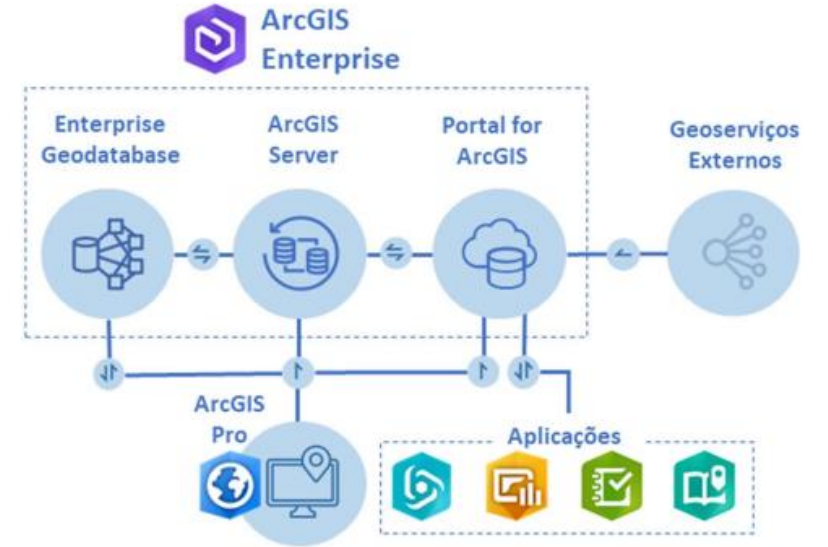 ArcGIS
Enterprise
Enterprise
Geodatabase
ArcGIS
Server
Portal for
ArcGIS
Geoserviços
Externos
ArcGIS
Pro
Aplicações